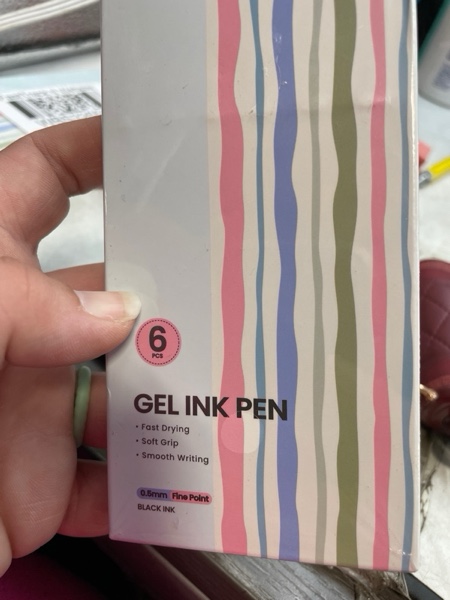 6
PCS
GEL INK PEN
• Fast Drying
• Soft Grip
• Smooth Writing
0.5mm Fine Point
BLACK INK